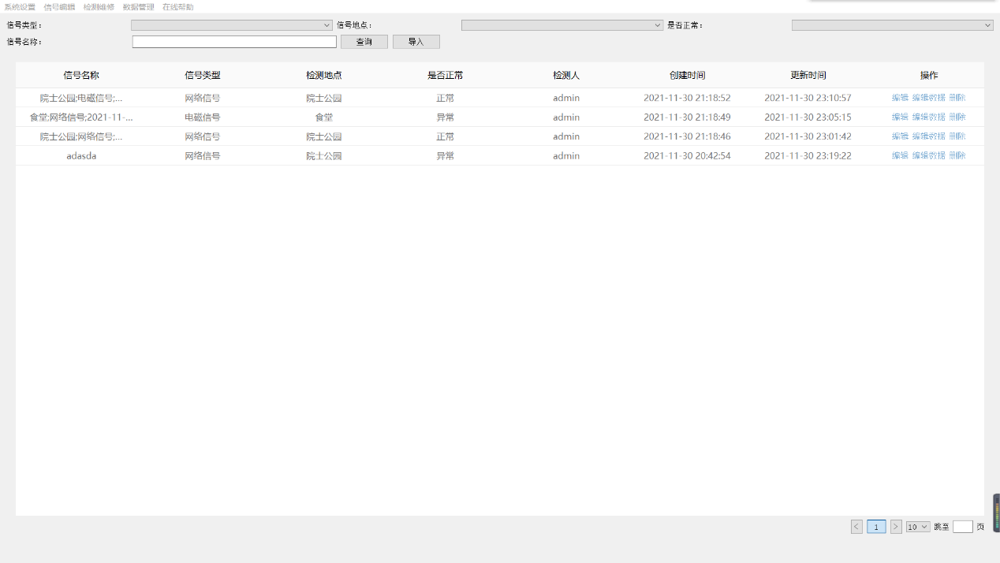 系统设置 信号编辑 检测维修 数据管理 在线帮助
信号类型: 信号地点: 是否正常:
信号名称: 查询 导入
信号名称 信号类型 检测地点 是否正常 检测人 创建时间 更新时间 操作
院士公园;电磁信号;... 网络信号 院士公园 正常 admin 2021-11-30 21:18:52 2021-11-30 23:10:57 编辑 编辑数据 删除
食堂;网络信号;2021-11-... 电磁信号 食堂 异常 admin 2021-11-30 21:18:49 2021-11-30 23:05:15 编辑 编辑数据 删除
院士公园;网络信号;... 网络信号 院士公园 正常 admin 2021-11-30 21:18:46 2021-11-30 23:01:42 编辑 编辑数据 删除
adasda 网络信号 院士公园 异常 admin 2021-11-30 20:42:54 2021-11-30 23:19:22 编辑 编辑数据 删除
< 1 > 10 跳至 页